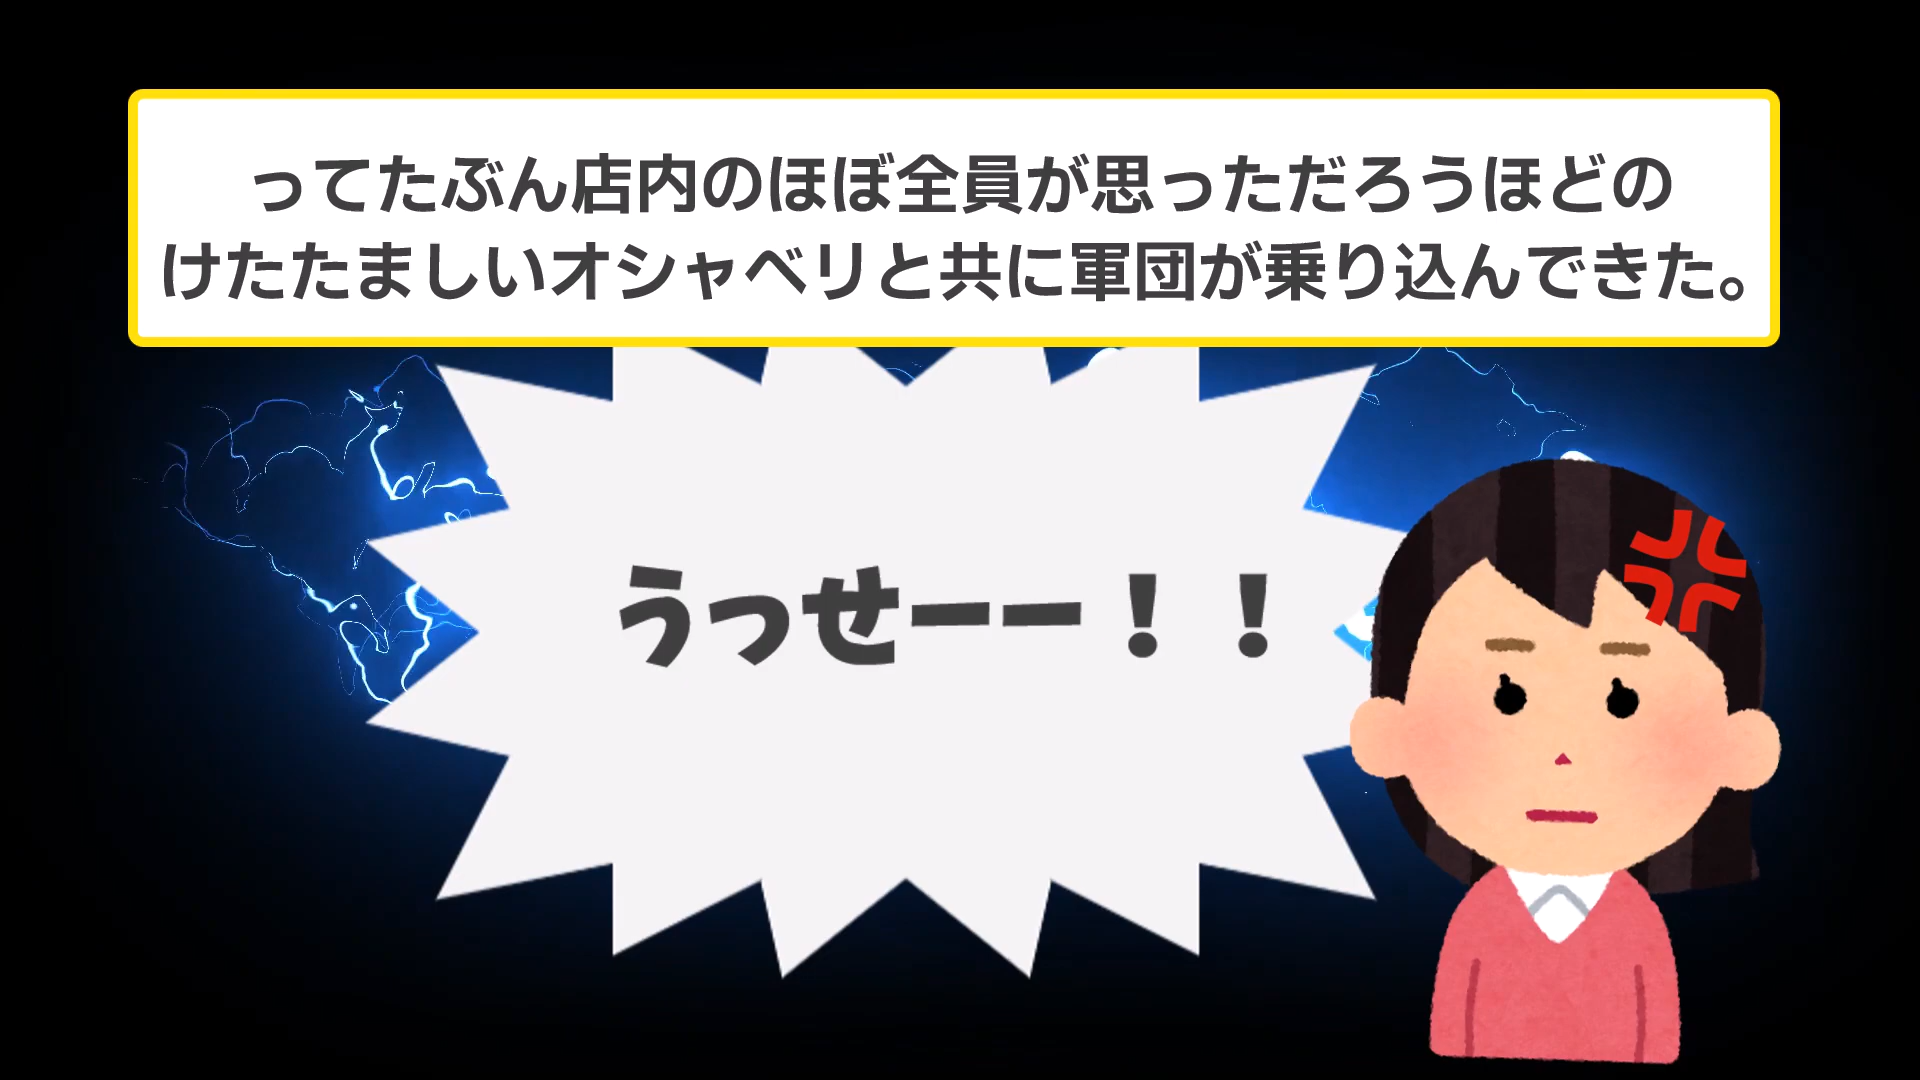 ってたぶん店内のほぼ全員が思っただろうほどの
けたたましいオシャベリと共に軍団が乗り込んできた。
うっせーー！！